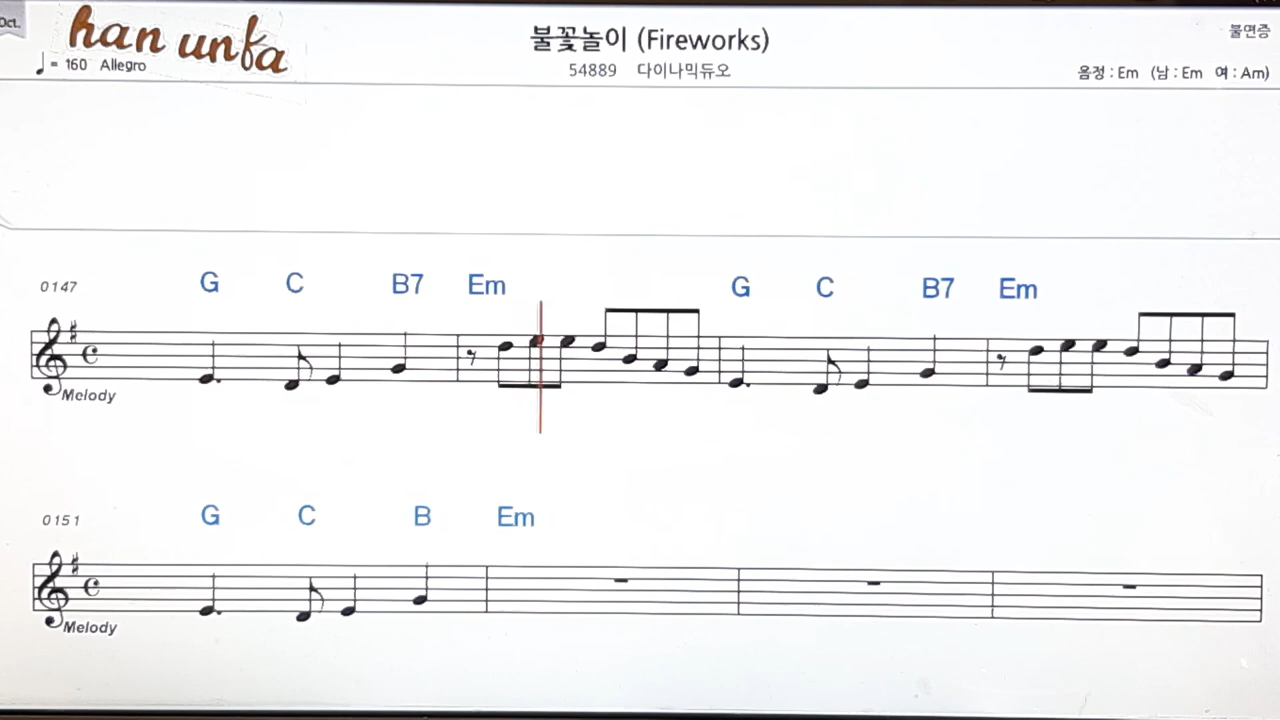 Oct.
han unfa
♩= 160 Allegro
불꽃놀이 (Fireworks)
54889 다이나믹듀오
불면증
음정 : Em (남 : Em 여 : Am)
0147
G C B7 Em G C B7 Em
Melody
0151
G C B Em
Melody